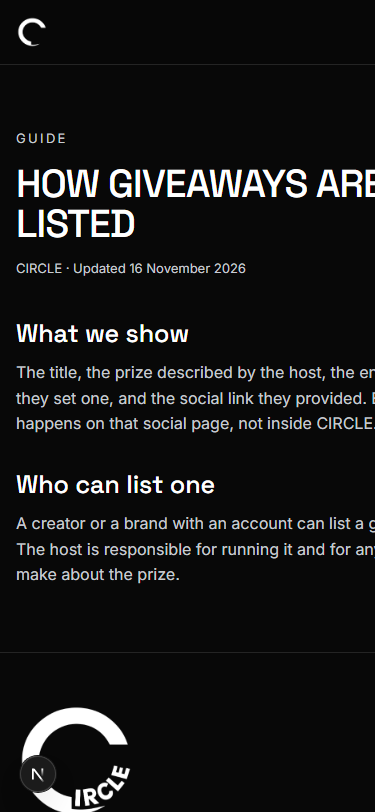 GUIDE
HOW GIVEAWAYS ARE
LISTED
CIRCLE · Updated 16 November 2026
What we show
The title, the prize described by the host, the
they set one, and the social link they provided.
happens on that social page, not inside CIRCLE.
Who can list one
A creator or a brand with an account can list a
The host is responsible for running it and for
make about the prize.
IRCLE
N